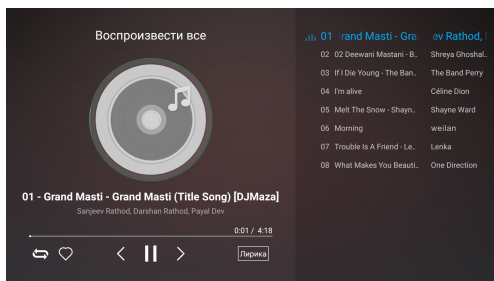 Воспроизвести все
01 - Grand Masti - Grand Masti (Title Song) [DJMaza]
Sanjeev Rathod, Darshan Rathod, Payal Dev
0:01 / 4:18
Лирика
01 rand Masti - Gra ev Rathod,
02 02 Deewani Mastani - B.. Shreya Ghoshal..
03 If I Die Young - The Ban.. The Band Perry
04 I'm alive Céline Dion
05 Melt The Snow - Shayn.. Shayne Ward
06 Morning weilan
07 Trouble Is A Friend - Le.. Lenka
08 What Makes You Beauti.. One Direction